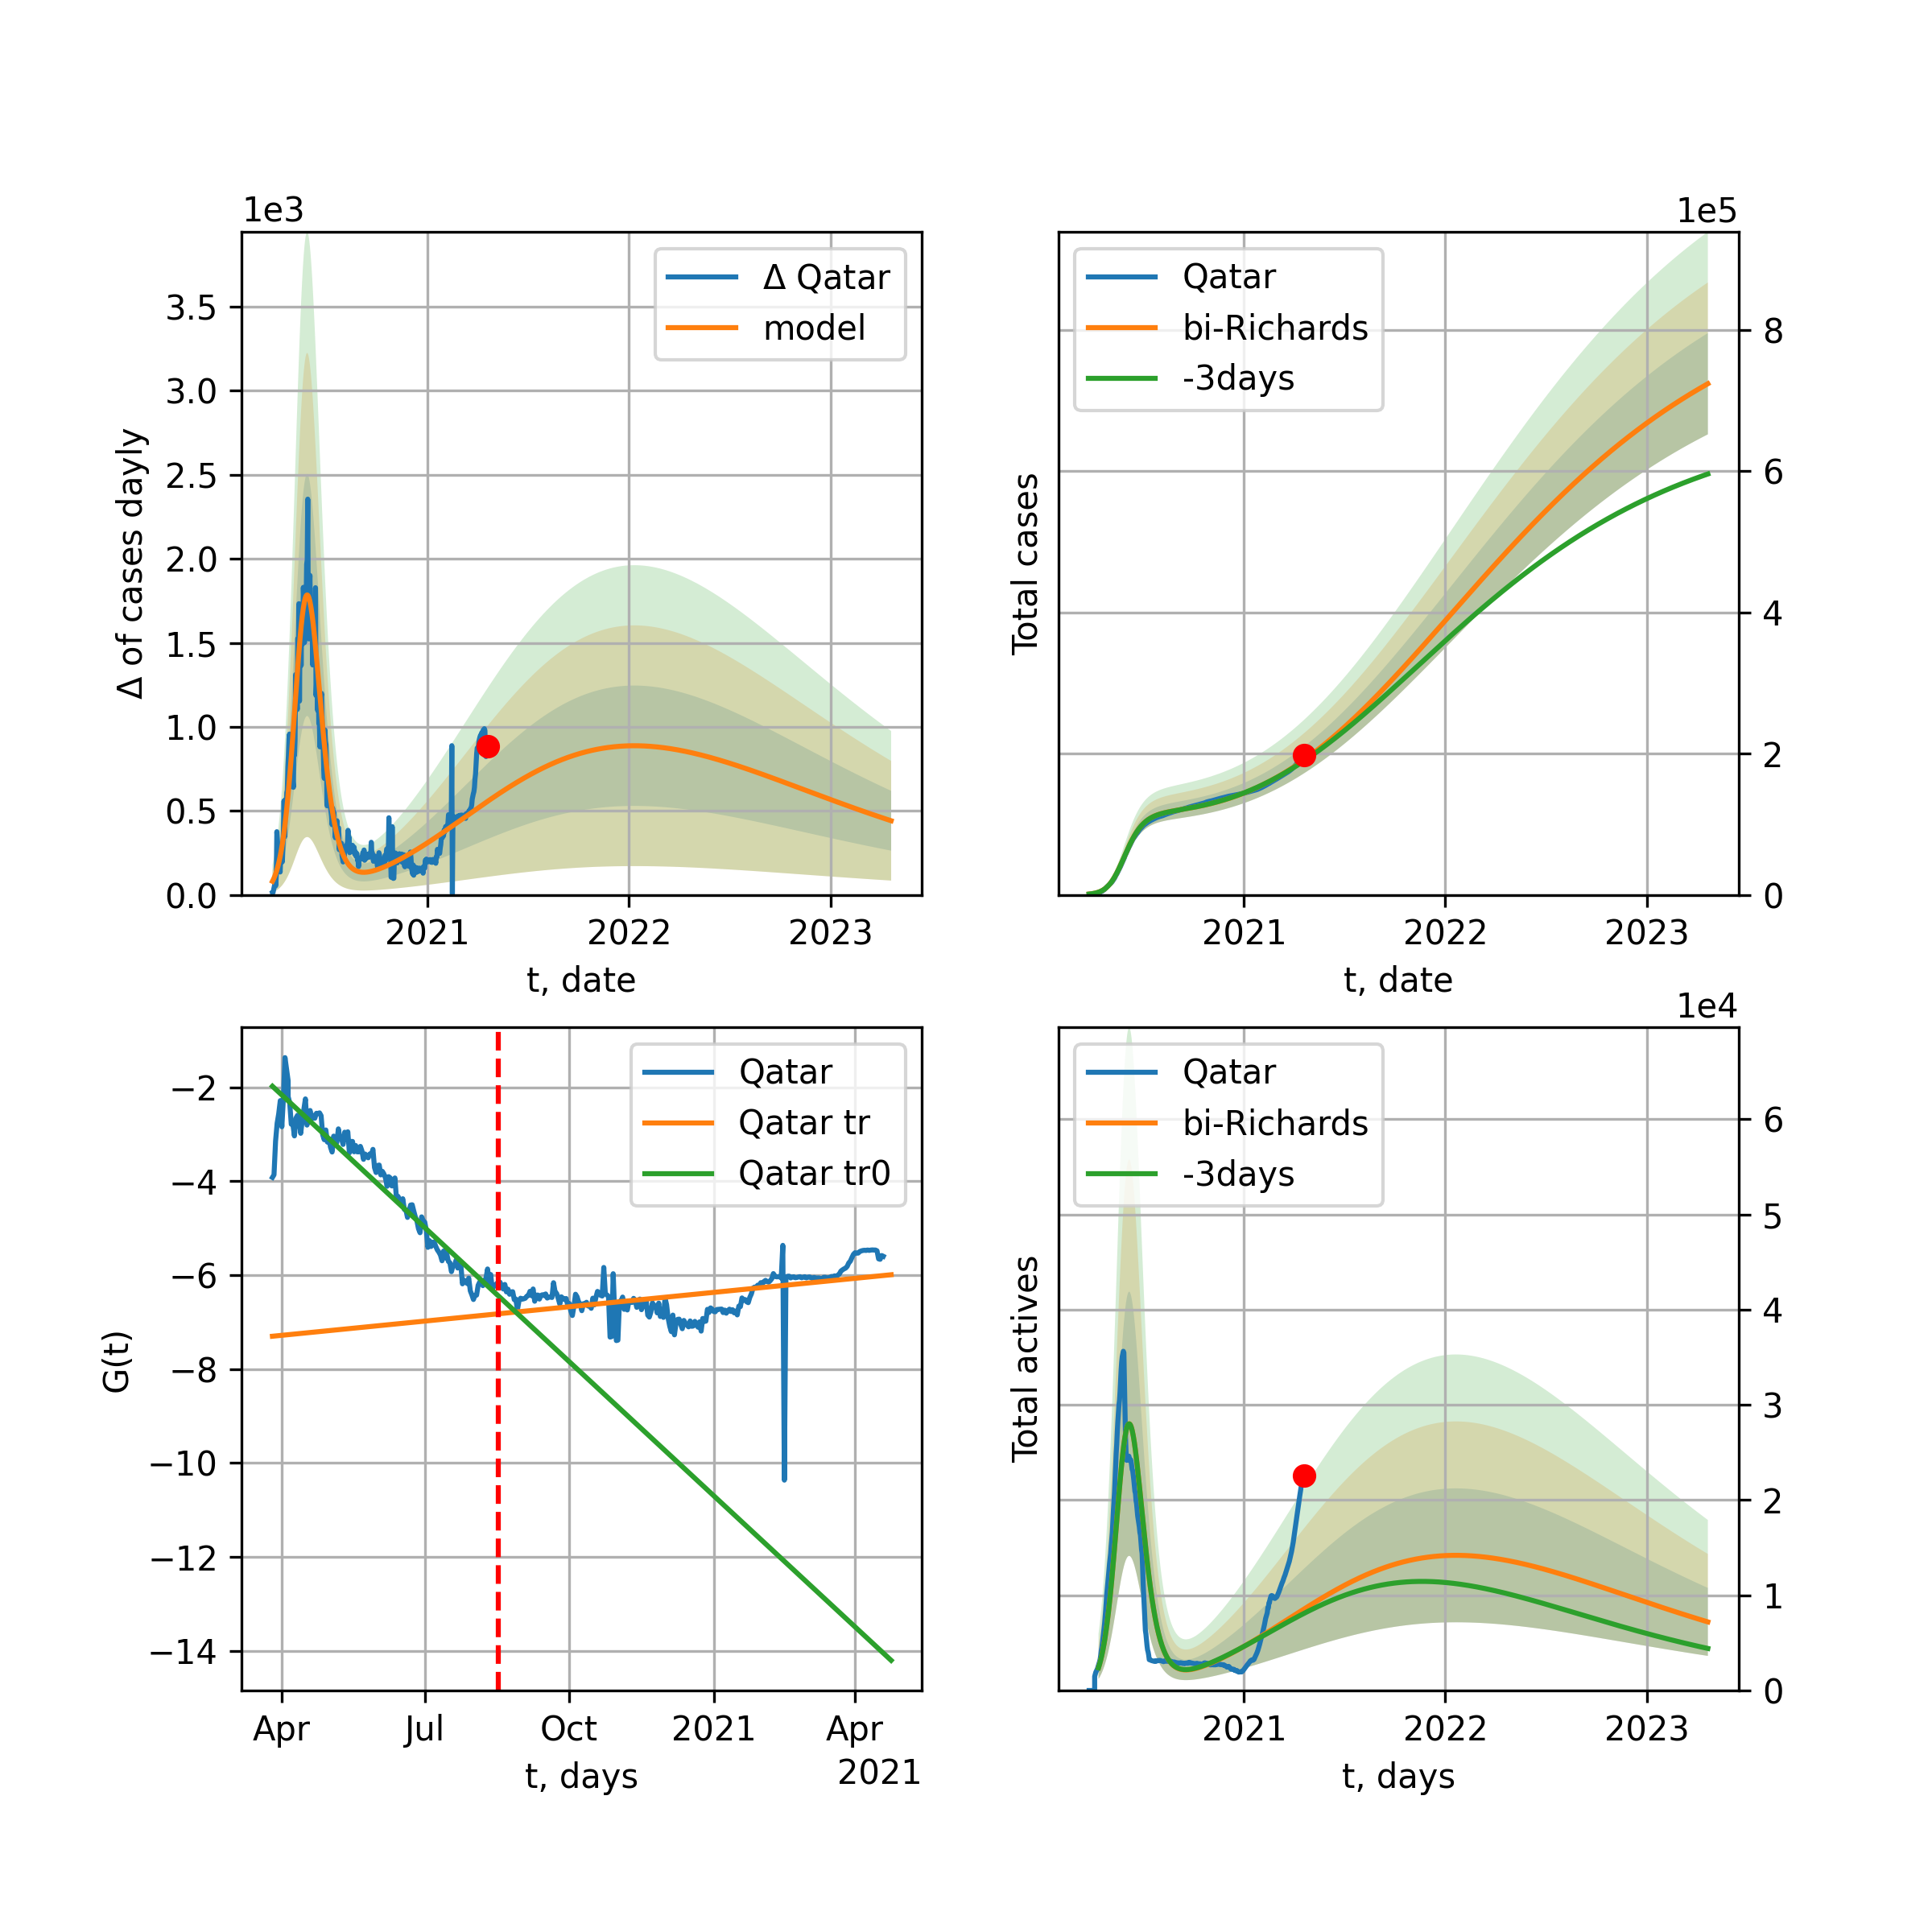 1e3
Δ of cases dayly
3.5
3.0
2.5
2.0
1.5
1.0
0.5
0.0
Δ Qatar
model
2021 2022 2023
t, date
1e5
Total cases
Qatar
bi-Richards
-3days
8
6
4
2
0
2021 2022 2023
t, date
G(t)
−2
−4
−6
−8
−10
−12
−14
Qatar
Qatar tr
Qatar tr0
Apr Jul Oct 2021 Apr
2021
t, days
1e4
Total actives
Qatar
bi-Richards
-3days
6
5
4
3
2
1
0
2021 2022 2023
t, days